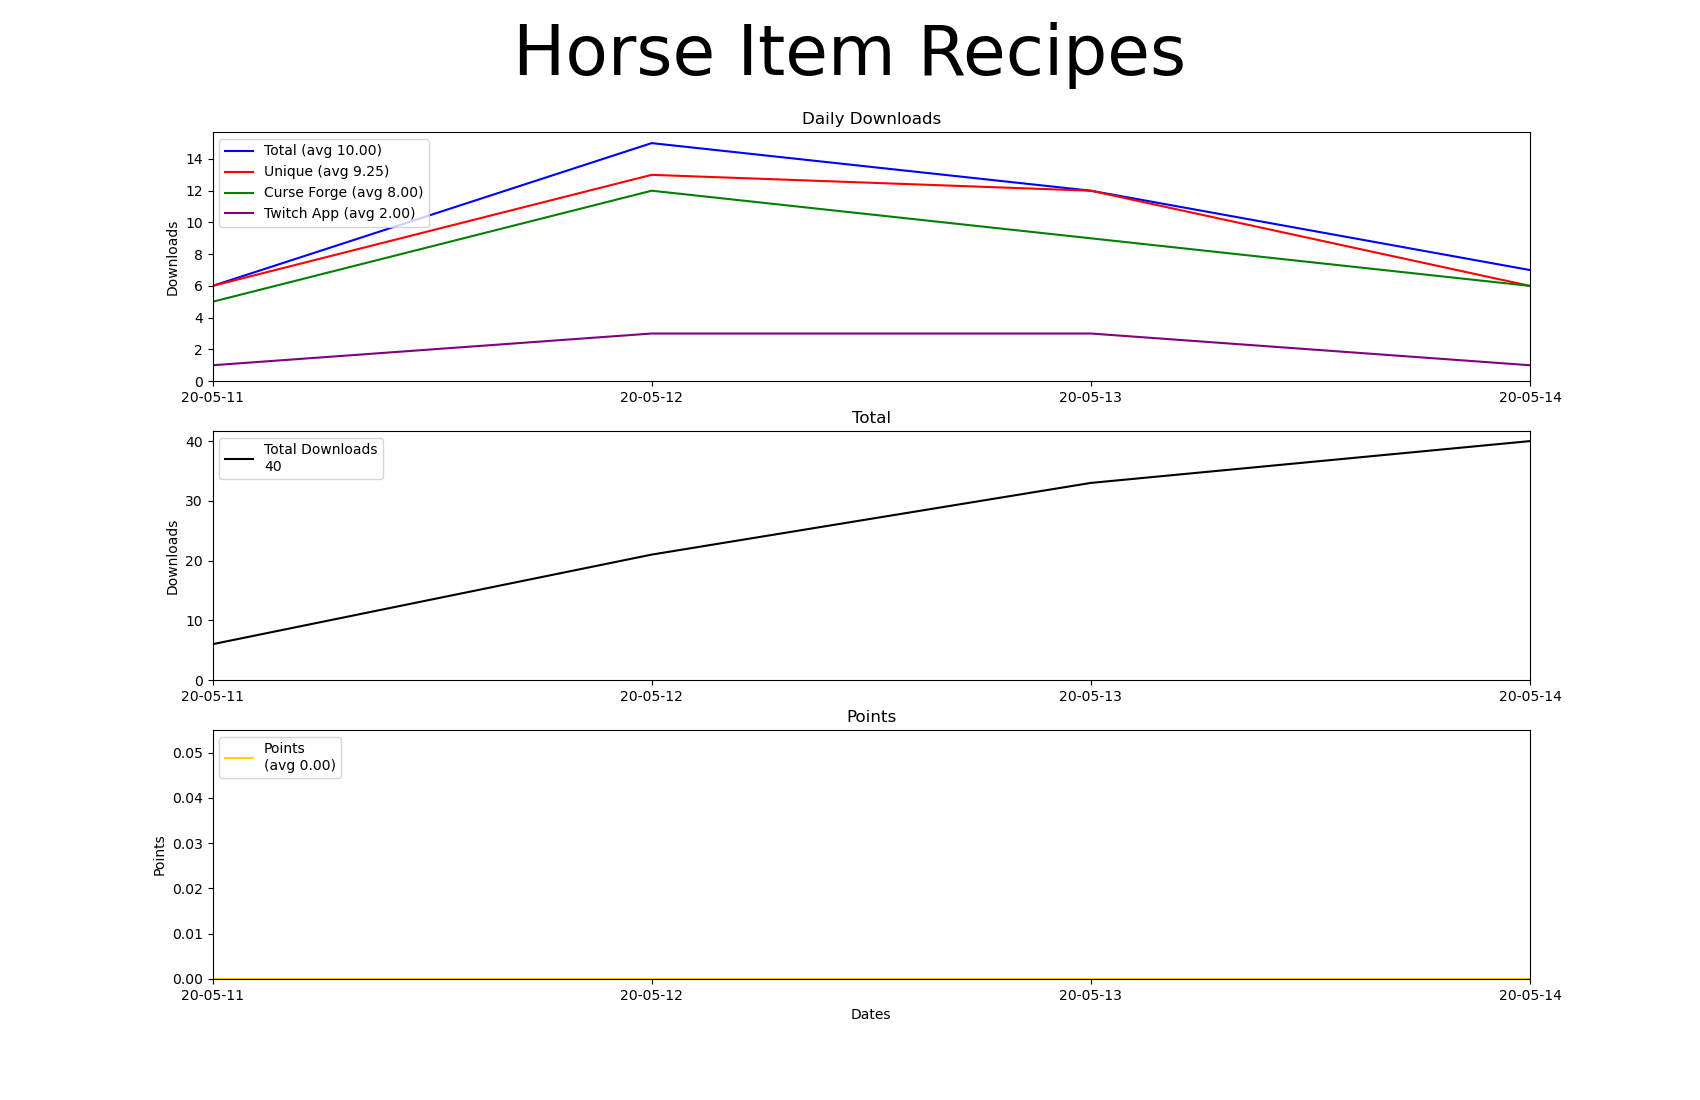 Horse Item Recipes
Daily Downloads
Total (avg 10.00)
Unique (avg 9.25)
Curse Forge (avg 8.00)
Twitch App (avg 2.00)
Downloads
14
12
10
8
6
4
2
0
20-05-11 20-05-12 20-05-13 20-05-14
Total
Total Downloads
40
Downloads
40
30
20
10
0
20-05-11 20-05-12 20-05-13 20-05-14
Points
Points
(avg 0.00)
Points
0.05
0.04
0.03
0.02
0.01
0.00
20-05-11 20-05-12 20-05-13 20-05-14
Dates